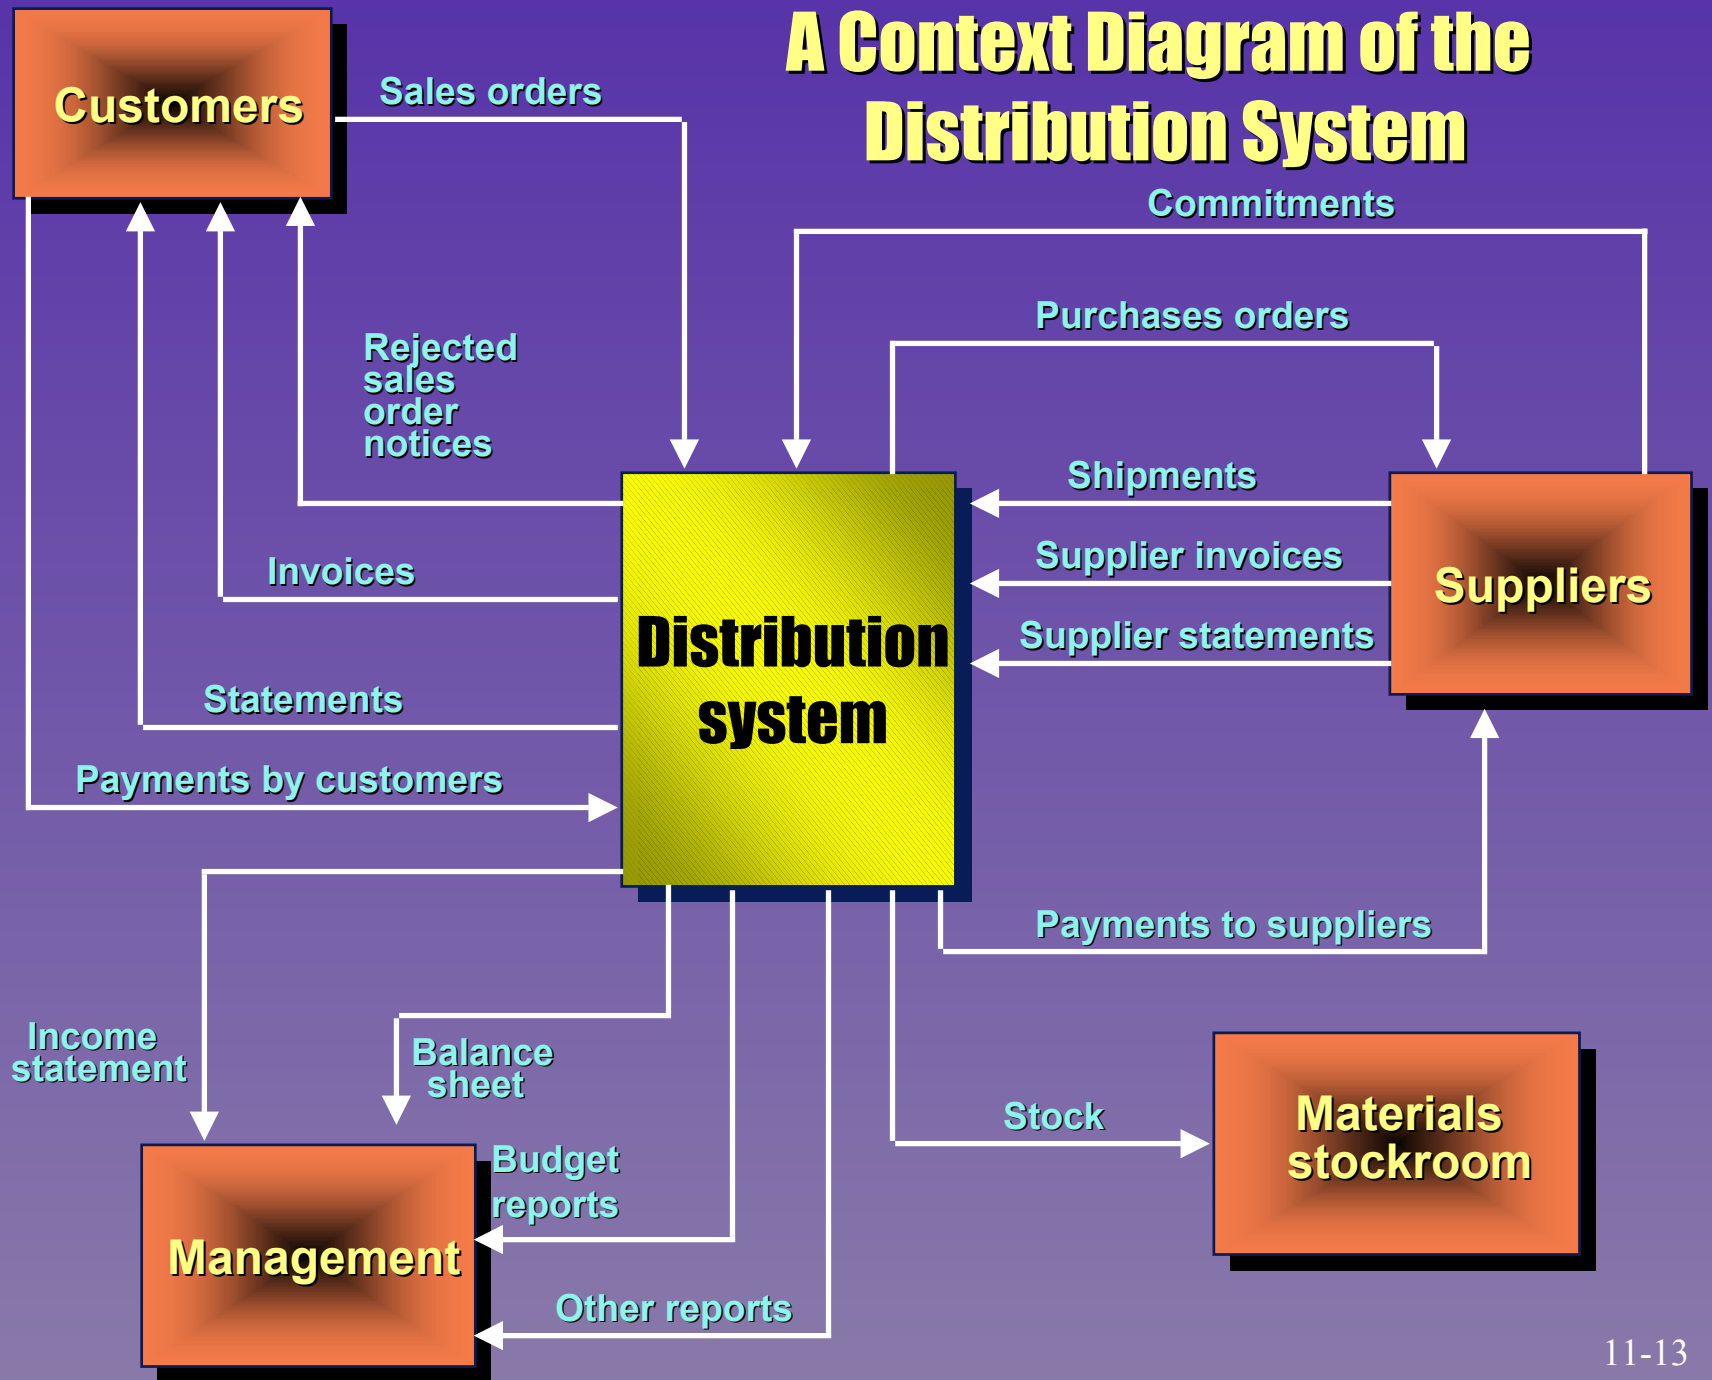 A Context Diagram of the
Distribution System
Customers
Sales orders
Commitments
Purchases orders
Rejected
sales
order
notices
Shipments
Invoices
Supplier invoices
Suppliers
Distribution
system
Supplier statements
Statements
Payments by customers
Payments to suppliers
Income
statement
Balance
sheet
Stock
Materials
stockroom
Budget
reports
Management
Other reports
11-13